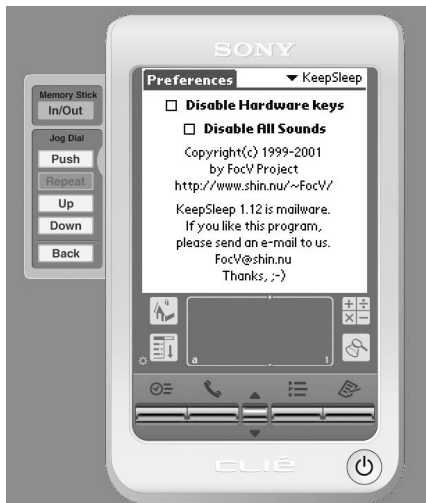 SONY
Memory Stick
In/Out
Jog Dial
Push
Repeat
Up
Down
Back
Preferences
KeepSleep
Disable Hardware keys
Disable All Sounds
Copyright(c) 1999-2001
by FocV Project
http://www.shin.nu/~FocV/
KeepSleep 1.12 is mailware.
If you like this program,
please send an e-mail to us.
FocV@shin.nu
Thanks, ;-)
a
1
CLIÉ